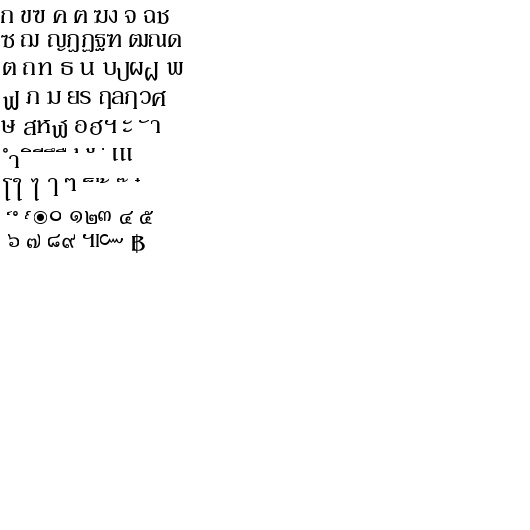 ก ขฃ ค ฅ ฆง จ ฉช
ซ ฌ ญฎฏฐฑ ฒณด
ต ถท ธ น บปผฝ พ
ฟ ภ ม ยร ฤลฦวศ
ษ สหฬ อฮฯ ะ ั า
ำ ิ ี ึ ื ุ ู ฺ เแ
โใ ไ ๅ ๆ ็ ่ ้ ๊ ๋
์ ํ ๎๏๐ ๑๒๓ ๔ ๕
๖ ๗ ๘๙ ๚๛ ฿